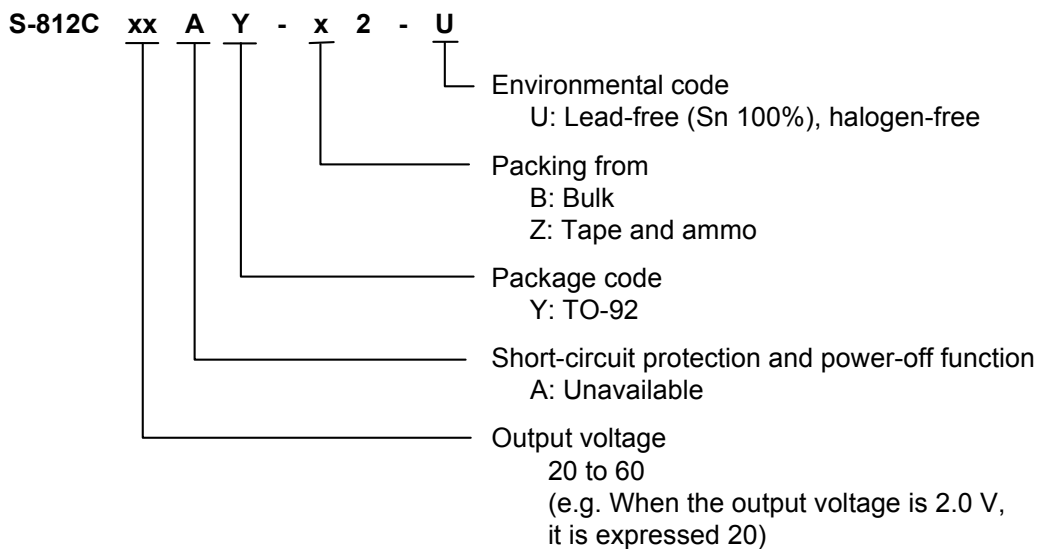 S-812C xx A Y - x 2 - U
Environmental code
U: Lead-free (Sn 100%), halogen-free
Packing from
B: Bulk
Z: Tape and ammo
Package code
Y: TO-92
Short-circuit protection and power-off function
A: Unavailable
Output voltage
20 to 60
(e.g. When the output voltage is 2.0 V,
it is expressed 20)